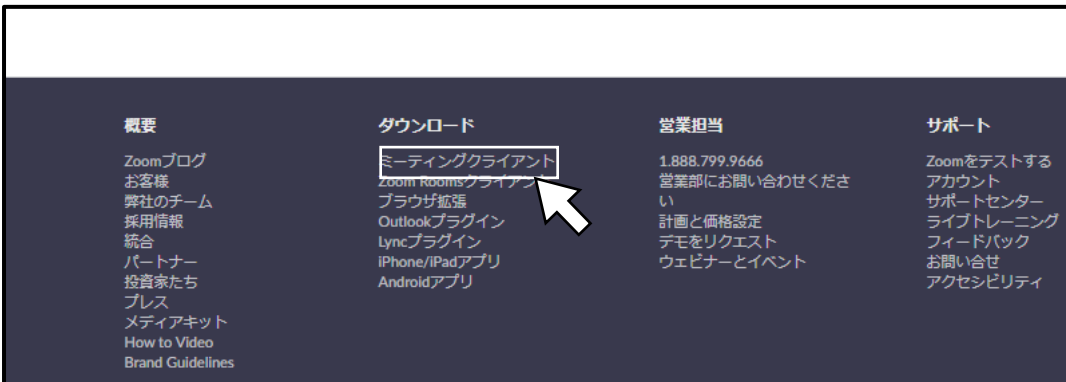 概要
Zoomブログ
お客様
弊社のチーム
採用情報
統合
パートナー
投資家たち
プレス
メディアキット
How to Video
Brand Guidelines
ダウンロード
ミーティングクライアント
Zoom Roomsクライアント
ブラウザ拡張
Outlookプラグイン
Lyncプラグイン
iPhone/iPadアプリ
Androidアプリ
営業担当
1.888.799.9666
営業部にお問い合わせくださ
い
計画と価格設定
デモをリクエスト
ウェビナーとイベント
サポート
Zoomをテストする
アカウント
サポートセンター
ライブトレーニング
フィードバック
お問い合せ
アクセシビリティ